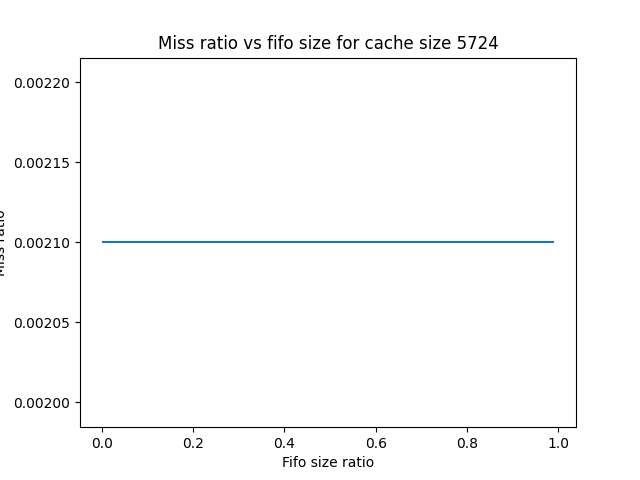 Miss ratio vs fifo size for cache size 5724
0.00220
0.00215
0.00210
0.00205
0.00200
Miss ratio
0.0 0.2 0.4 0.6 0.8 1.0
Fifo size ratio